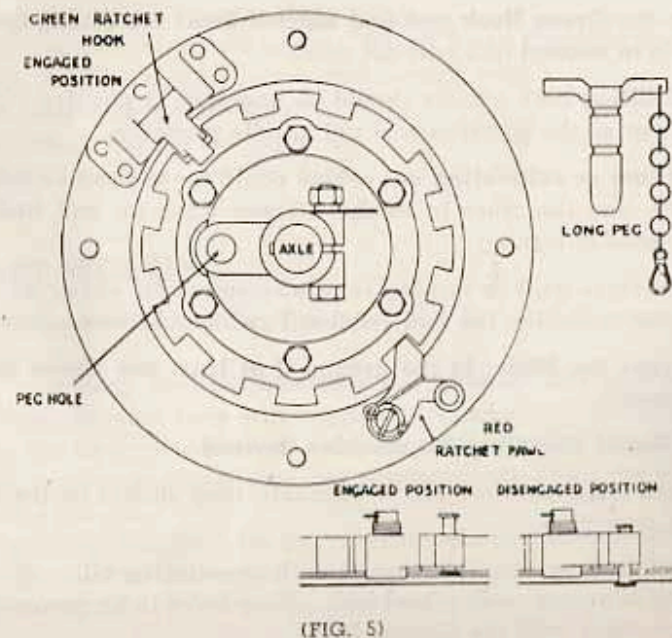 GREEN RATCHET
HOOK
ENGAGED
POSITION
AXLE
LONG PEG
PEG HOLE
RED
RATCHET PAWL
ENGAGED POSITION
DISENGAGED POSITION
(FIG. 5)